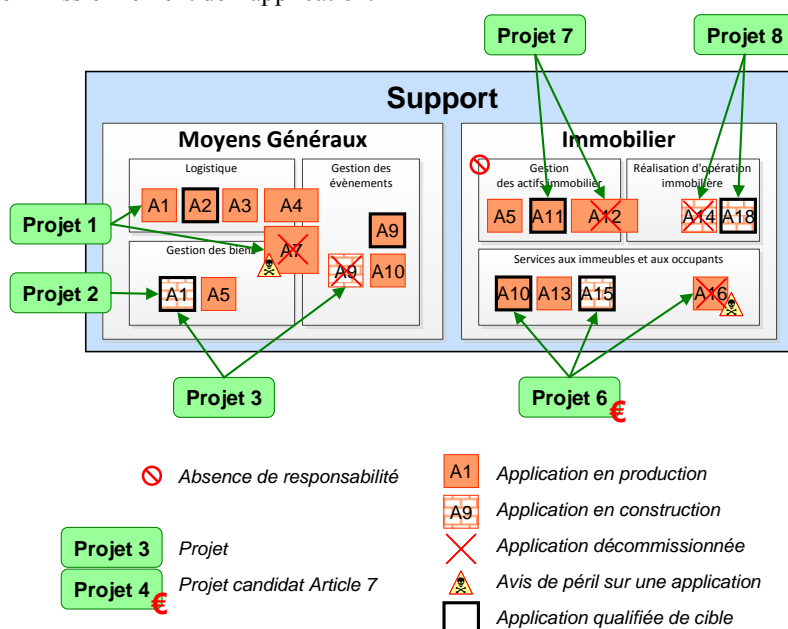 Projet 7 Projet 8
Support
Moyens Généraux
Immobilier
Logistique
Gestion des
évènements
A1 A2 A3 A4
A9
Projet 1
Gestion des biens
A7
A9 A10
A1 A5
Projet 2
Gestion
des actifs immobilier
Réalisation d'opération
immobilière
A5 A11 A12
A14 A18
Services aux immeubles et aux occupants
A10 A13 A15 A16
Projet 3
Projet 6
€
Absence de responsabilité
Projet 3 Projet
Projet 4 Projet candidat Article 7
€
A1 Application en production
A9 Application en construction
Application décommissionnée
Avis de péril sur une application
Application qualifiée de cible